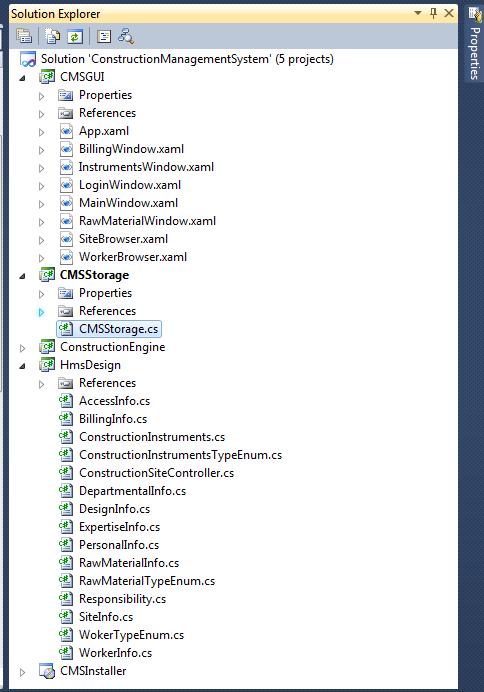 Solution Explorer
Properties
Solution 'ConstructionManagementSystem' (5 projects)
CMSGUI
Properties
References
App.xaml
BillingWindow.xaml
InstrumentsWindow.xaml
LoginWindow.xaml
MainWindow.xaml
RawMaterialWindow.xaml
SiteBrowser.xaml
WorkerBrowser.xaml
CMSStorage
Properties
References
CMSStorage.cs
ConstructionEngine
HmsDesign
References
AccessInfo.cs
BillingInfo.cs
ConstructionInstruments.cs
ConstructionInstrumentsTypeEnum.cs
ConstructionSiteController.cs
DepartmentalInfo.cs
DesignInfo.cs
ExpertiseInfo.cs
PersonalInfo.cs
RawMaterialInfo.cs
RawMaterialTypeEnum.cs
Responsibility.cs
SiteInfo.cs
WokerTypeEnum.cs
WorkerInfo.cs
CMSInstaller